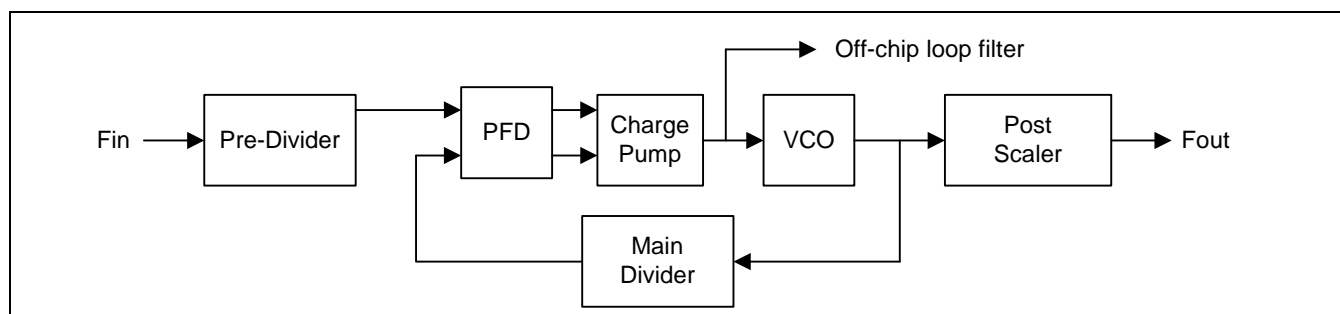 Off-chip loop filter
Fin
Pre-Divider
PFD
Charge
Pump
VCO
Post
Scaler
Fout
Main
Divider